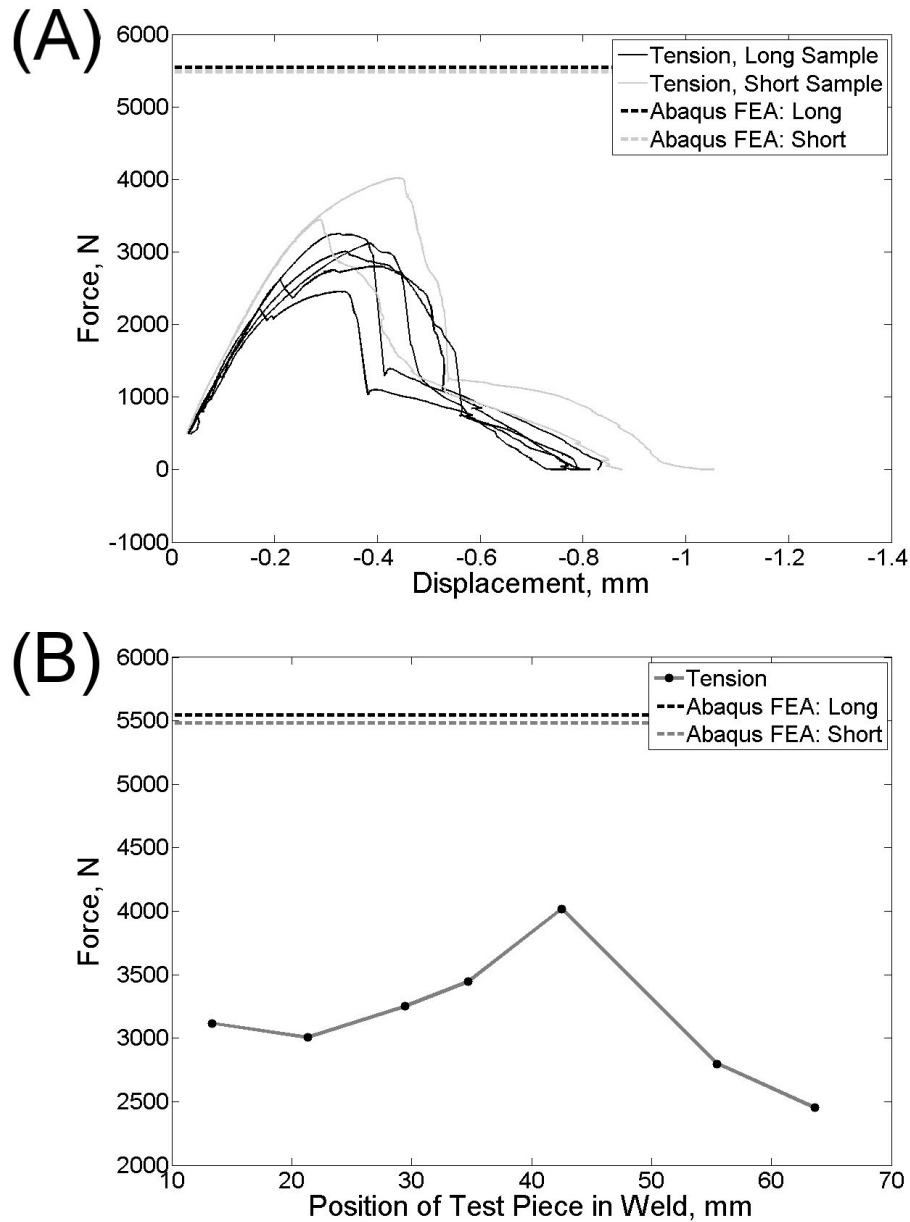 (A)
6000
5000
4000
3000
2000
1000
0
-1000
Force, N
Tension, Long Sample
Tension, Short Sample
Abaqus FEA: Long
Abaqus FEA: Short
0 -0.2 -0.4 -0.6 -0.8 -1 -1.2 -1.4
Displacement, mm
(B)
6000
5500
5000
4500
4000
3500
3000
2500
2000
Force, N
Tension
Abaqus FEA: Long
Abaqus FEA: Short
10 20 30 40 50 60 70
Position of Test Piece in Weld, mm